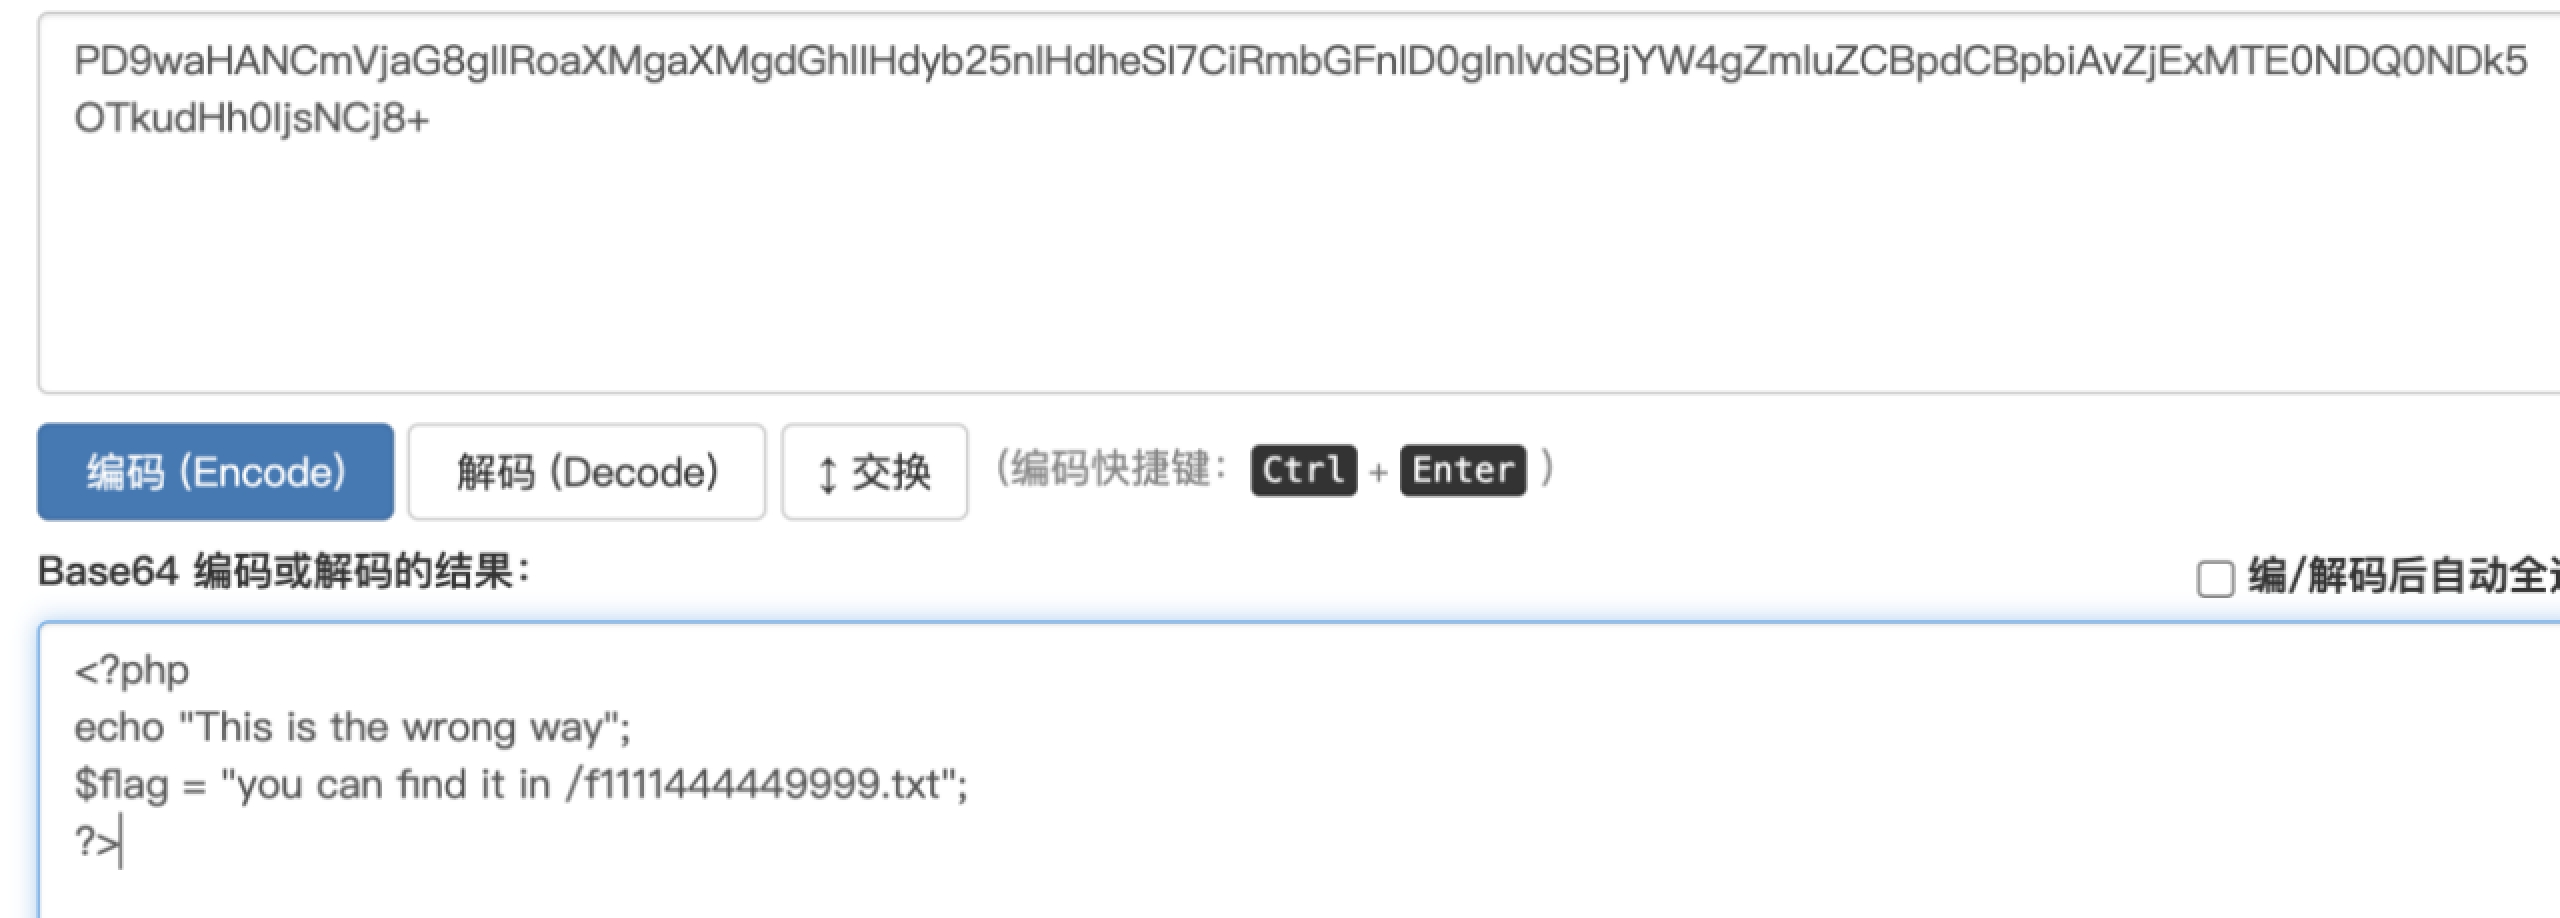 PD9waHANCmVjaG8gIlRoaXMgaXMgdGhlIHdyb25nIHdheSI7CiRmbGFnID0gInlvdSBjYW4gZmluZCBpdCBpbiAvZjExMTE0NDQ0NDk5
OTkudHh0IjsNCj8+
编码 (Encode) 解码 (Decode) ↕ 交换 (编码快捷键： Ctrl + Enter )
Base64 编码或解码的结果： 编/解码后自动全
<?php
echo "This is the wrong way";
$flag = "you can find it in /f1111444449999.txt";
?>